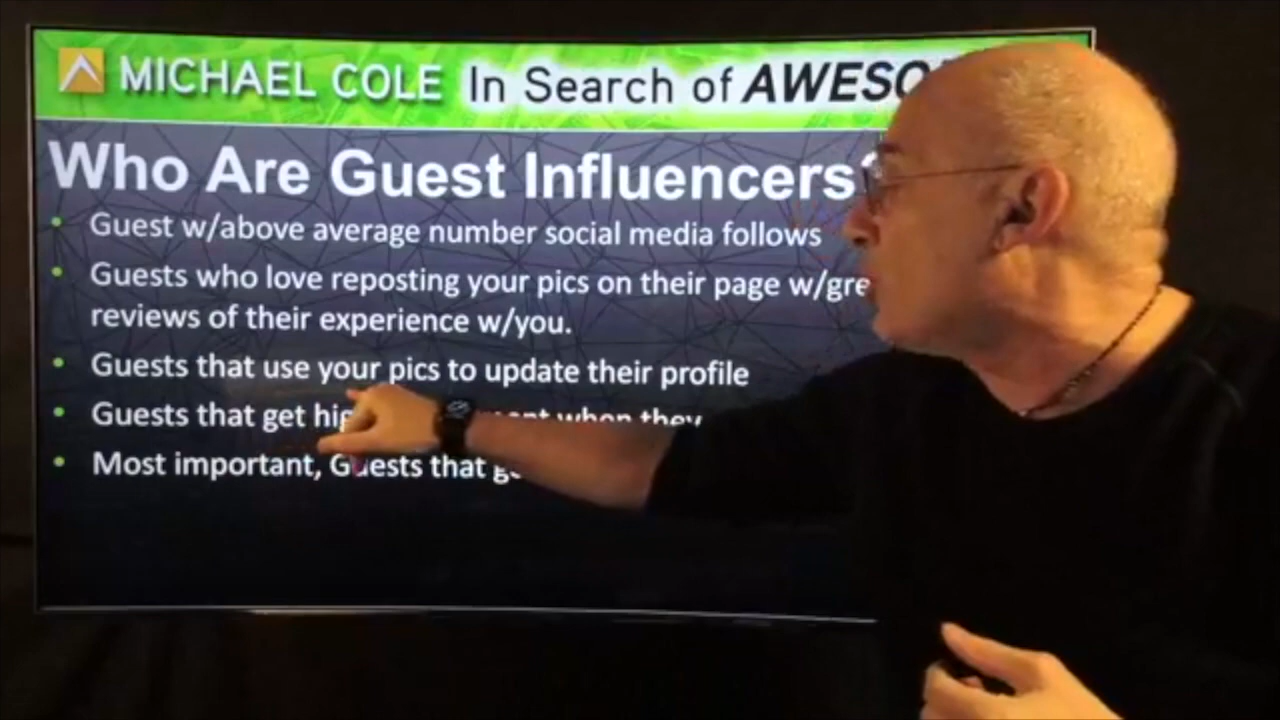 MICHAEL COLE In Search of
Who Are Guest Influencers?
• Guest w/above average number social media follows
• Guests who love reposting your pics on their page
reviews of their experience w/you.
• Guests that use your pics to update their profile
• Guests that get when they
• Most important, Guests that